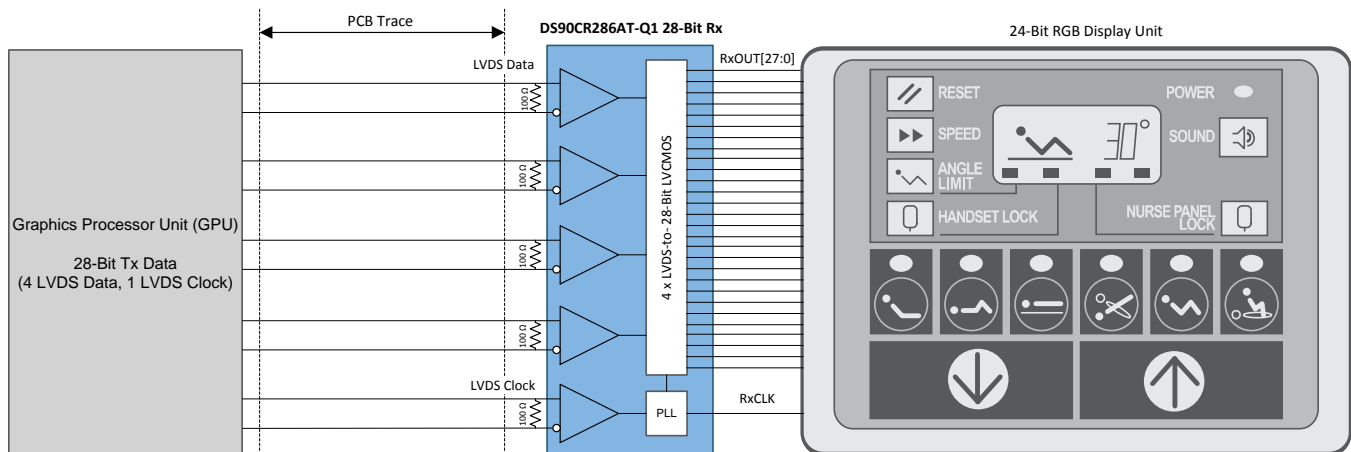 PCB Trace
DS90CR286AT-Q1 28-Bit Rx
24-Bit RGB Display Unit
LVDS Data
RxOUT[27:0]
100 Ω
100 Ω
100 Ω
100 Ω
100 Ω
Graphics Processor Unit (GPU)
28-Bit Tx Data
(4 LVDS Data, 1 LVDS Clock)
4 x LVDS-to- 28-Bit LVCMOS
LVDS Clock
PLL
RxCLK
RESET
POWER
SPEED
30°
SOUND
ANGLE
LIMIT
HANDSET LOCK
NURSE PANEL
LOCK